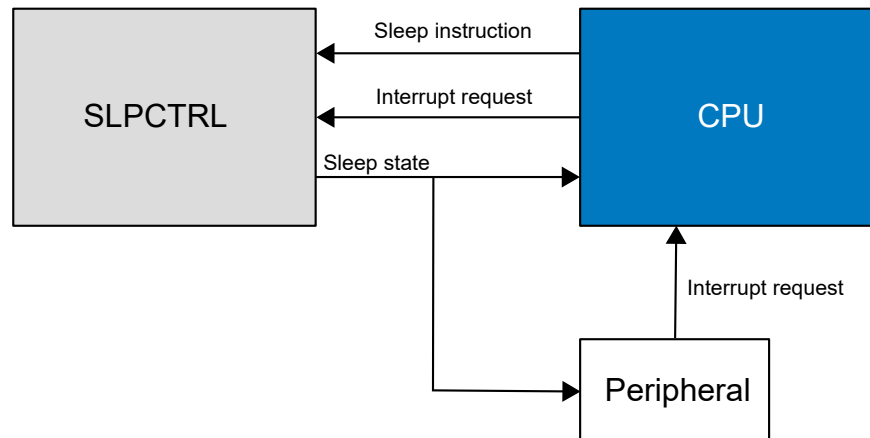 Sleep instruction
SLPCTRL
Interrupt request
CPU
Sleep state
Interrupt request
Peripheral